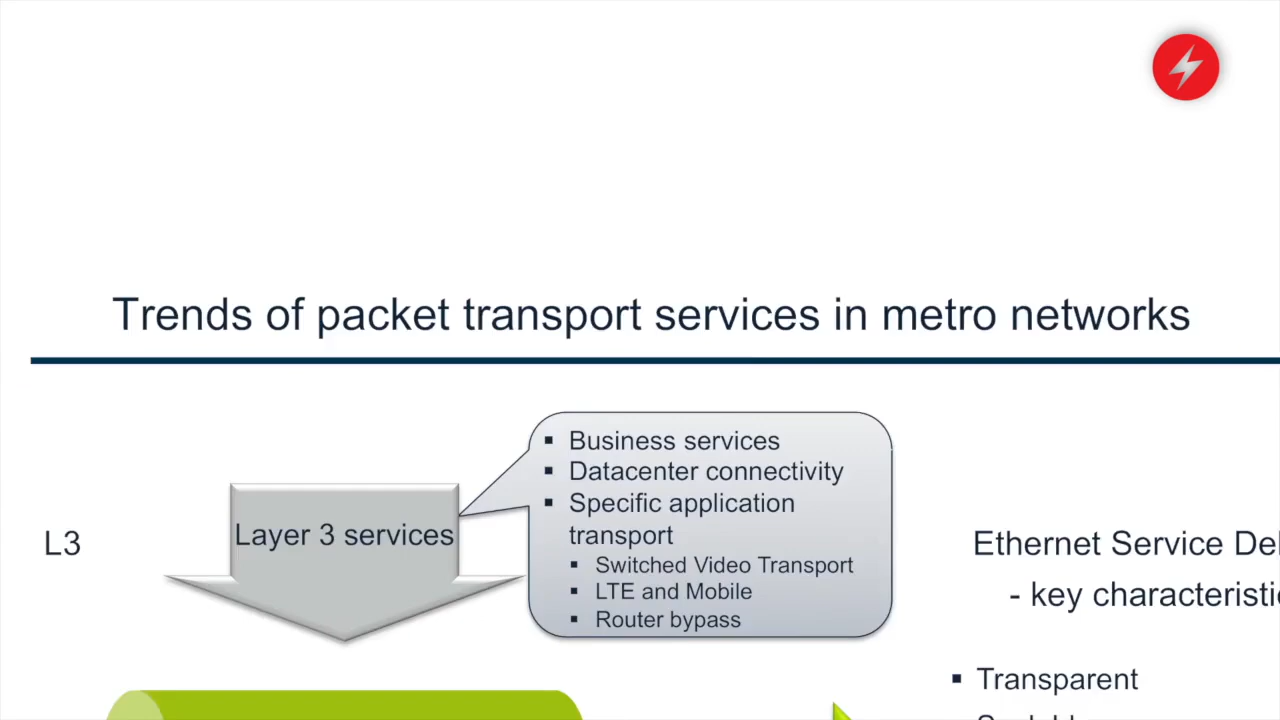 Trends of packet transport services in metro networks
▪ Business services
▪ Datacenter connectivity
▪ Specific application
transport
▪ Switched Video Transport
▪ LTE and Mobile
▪ Router bypass
Layer 3 services
L3
Ethernet Service
- key
▪ Transparent